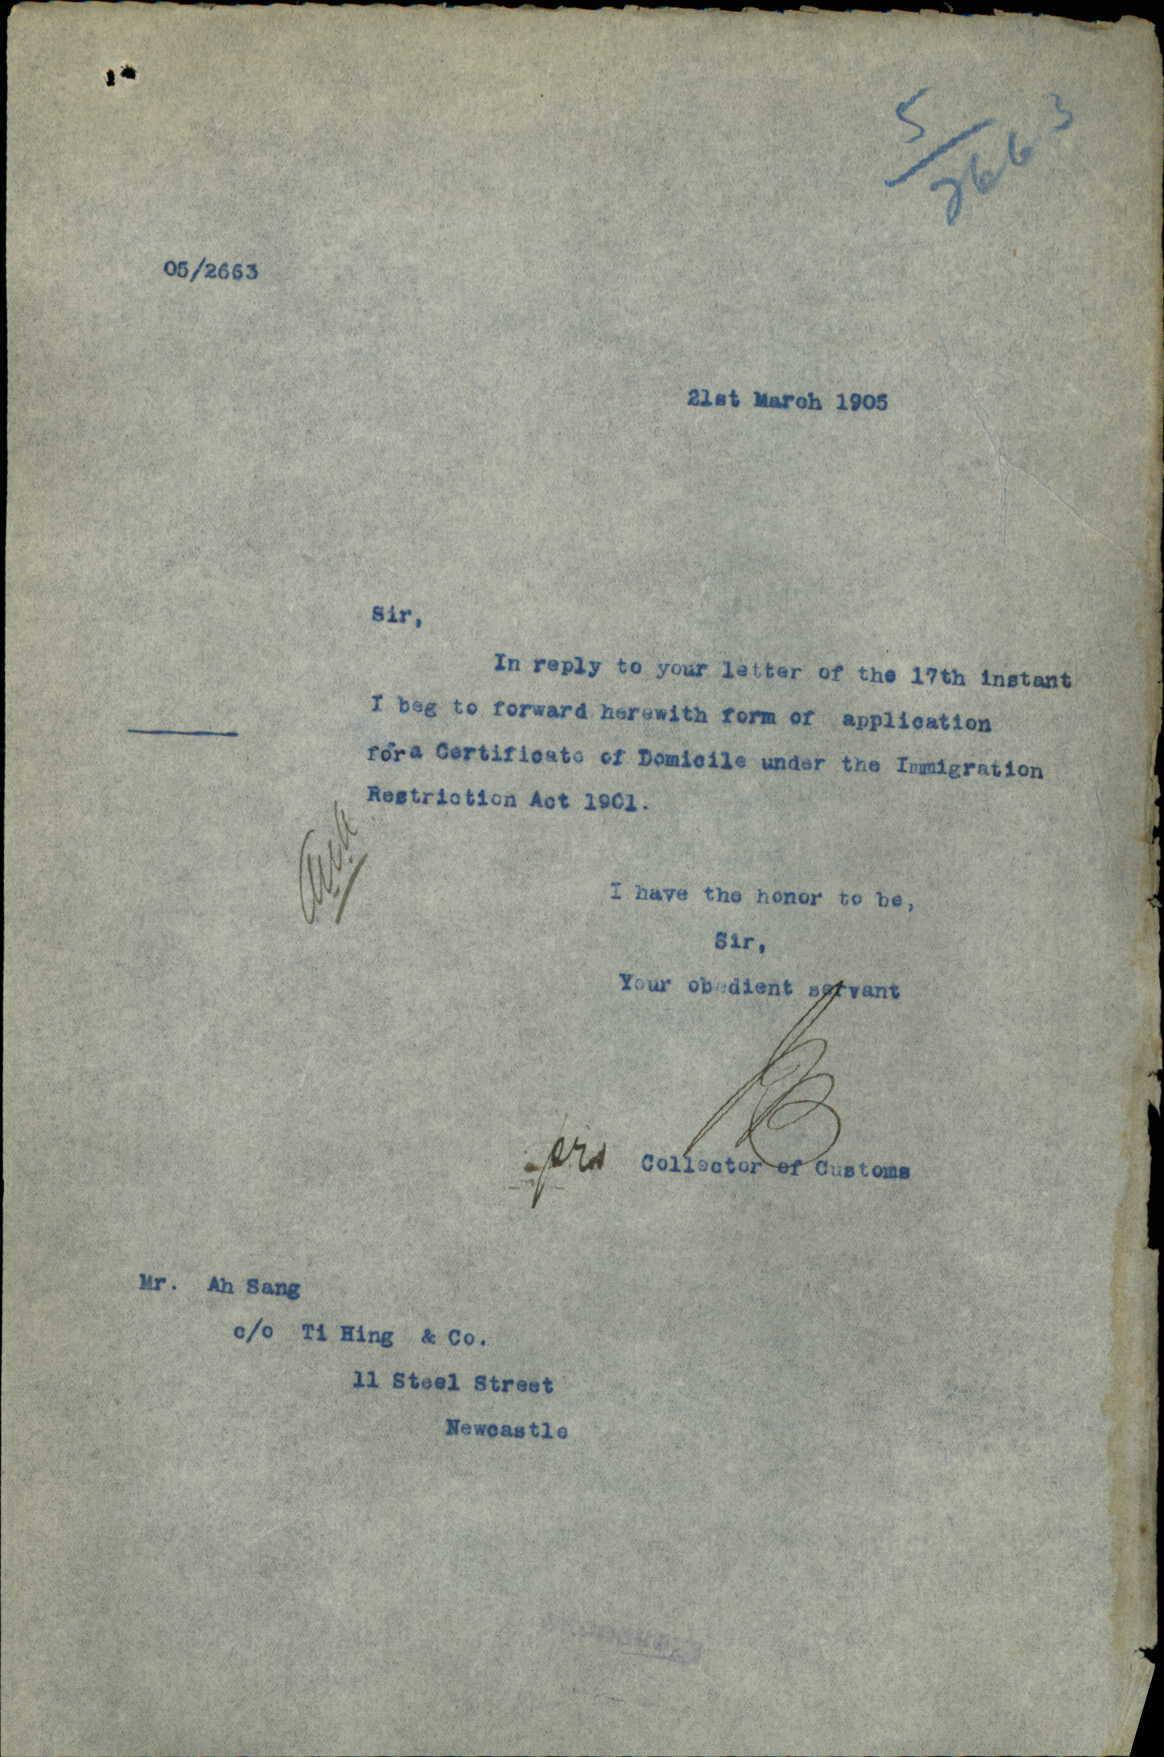 5/2663
05/2663
21st March 1905
Sir,
In reply to your letter of the 17th instant
I beg to forward herewith form of application
for a Certificate of Domicile under the Immigration
Restriction Act 1901.
I have the honor to be,
Sir,
Your obedient servant
pro Collector of Customs
Mr. Ah Sang
c/o Ti Hing & Co.
11 Steel Street
Newcastle